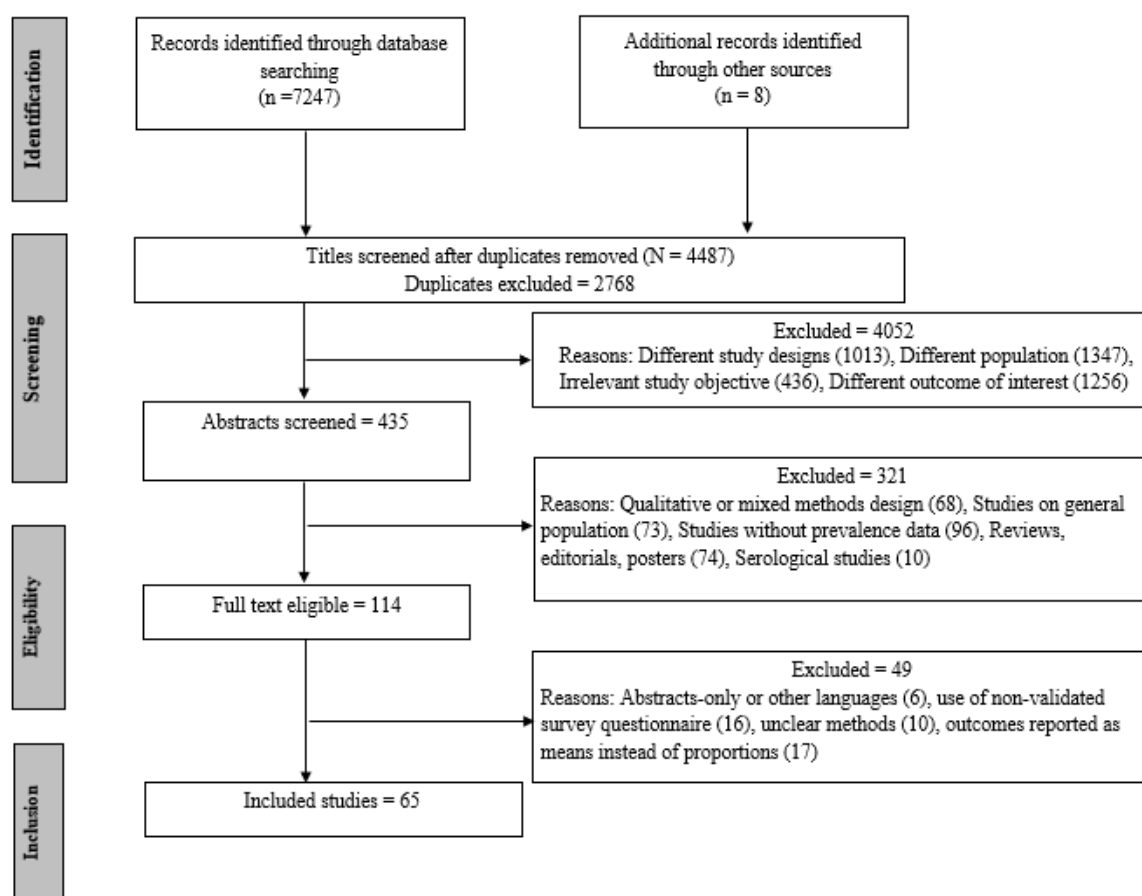 Identification
Records identified through database
searching
(n =7247)
Additional records identified
through other sources
(n = 8)
Screening
Titles screened after duplicates removed (N = 4487)
Duplicates excluded = 2768
Excluded = 4052
Reasons: Different study designs (1013), Different population (1347),
Irrelevant study objective (436), Different outcome of interest (1256)
Abstracts screened = 435
Excluded = 321
Reasons: Qualitative or mixed methods design (68), Studies on general
population (73), Studies without prevalence data (96), Reviews,
editorials, posters (74), Serological studies (10)
Eligibility
Full text eligible = 114
Excluded = 49
Reasons: Abstracts-only or other languages (6), use of non-validated
survey questionnaire (16), unclear methods (10), outcomes reported as
means instead of proportions (17)
Inclusion
Included studies = 65